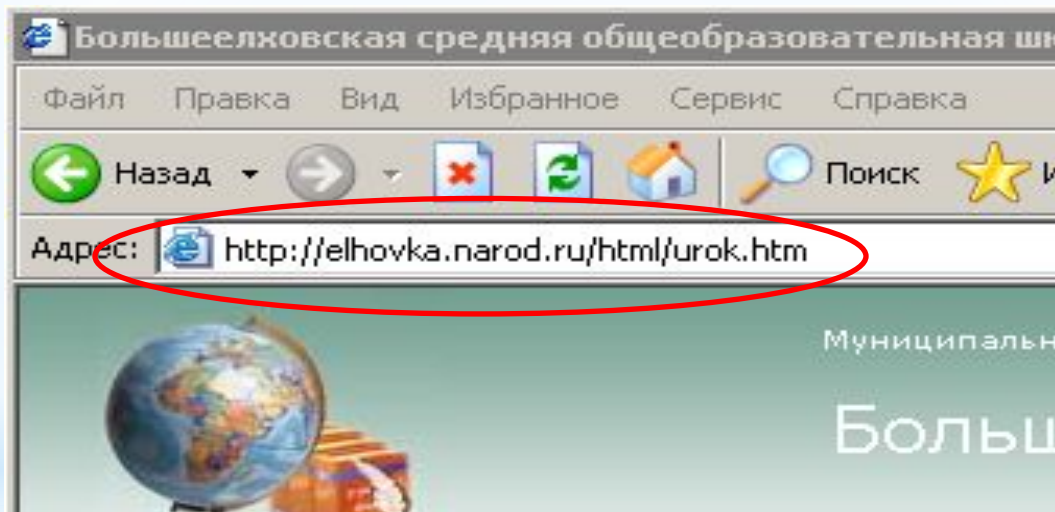 Большеелховская средняя общеобразовательная шк
Файл Правка Вид Избранное Сервис Справка
Назад Поиск И
Адрес: http://elhovka.narod.ru/html/urok.htm
Муниципальн
Больш